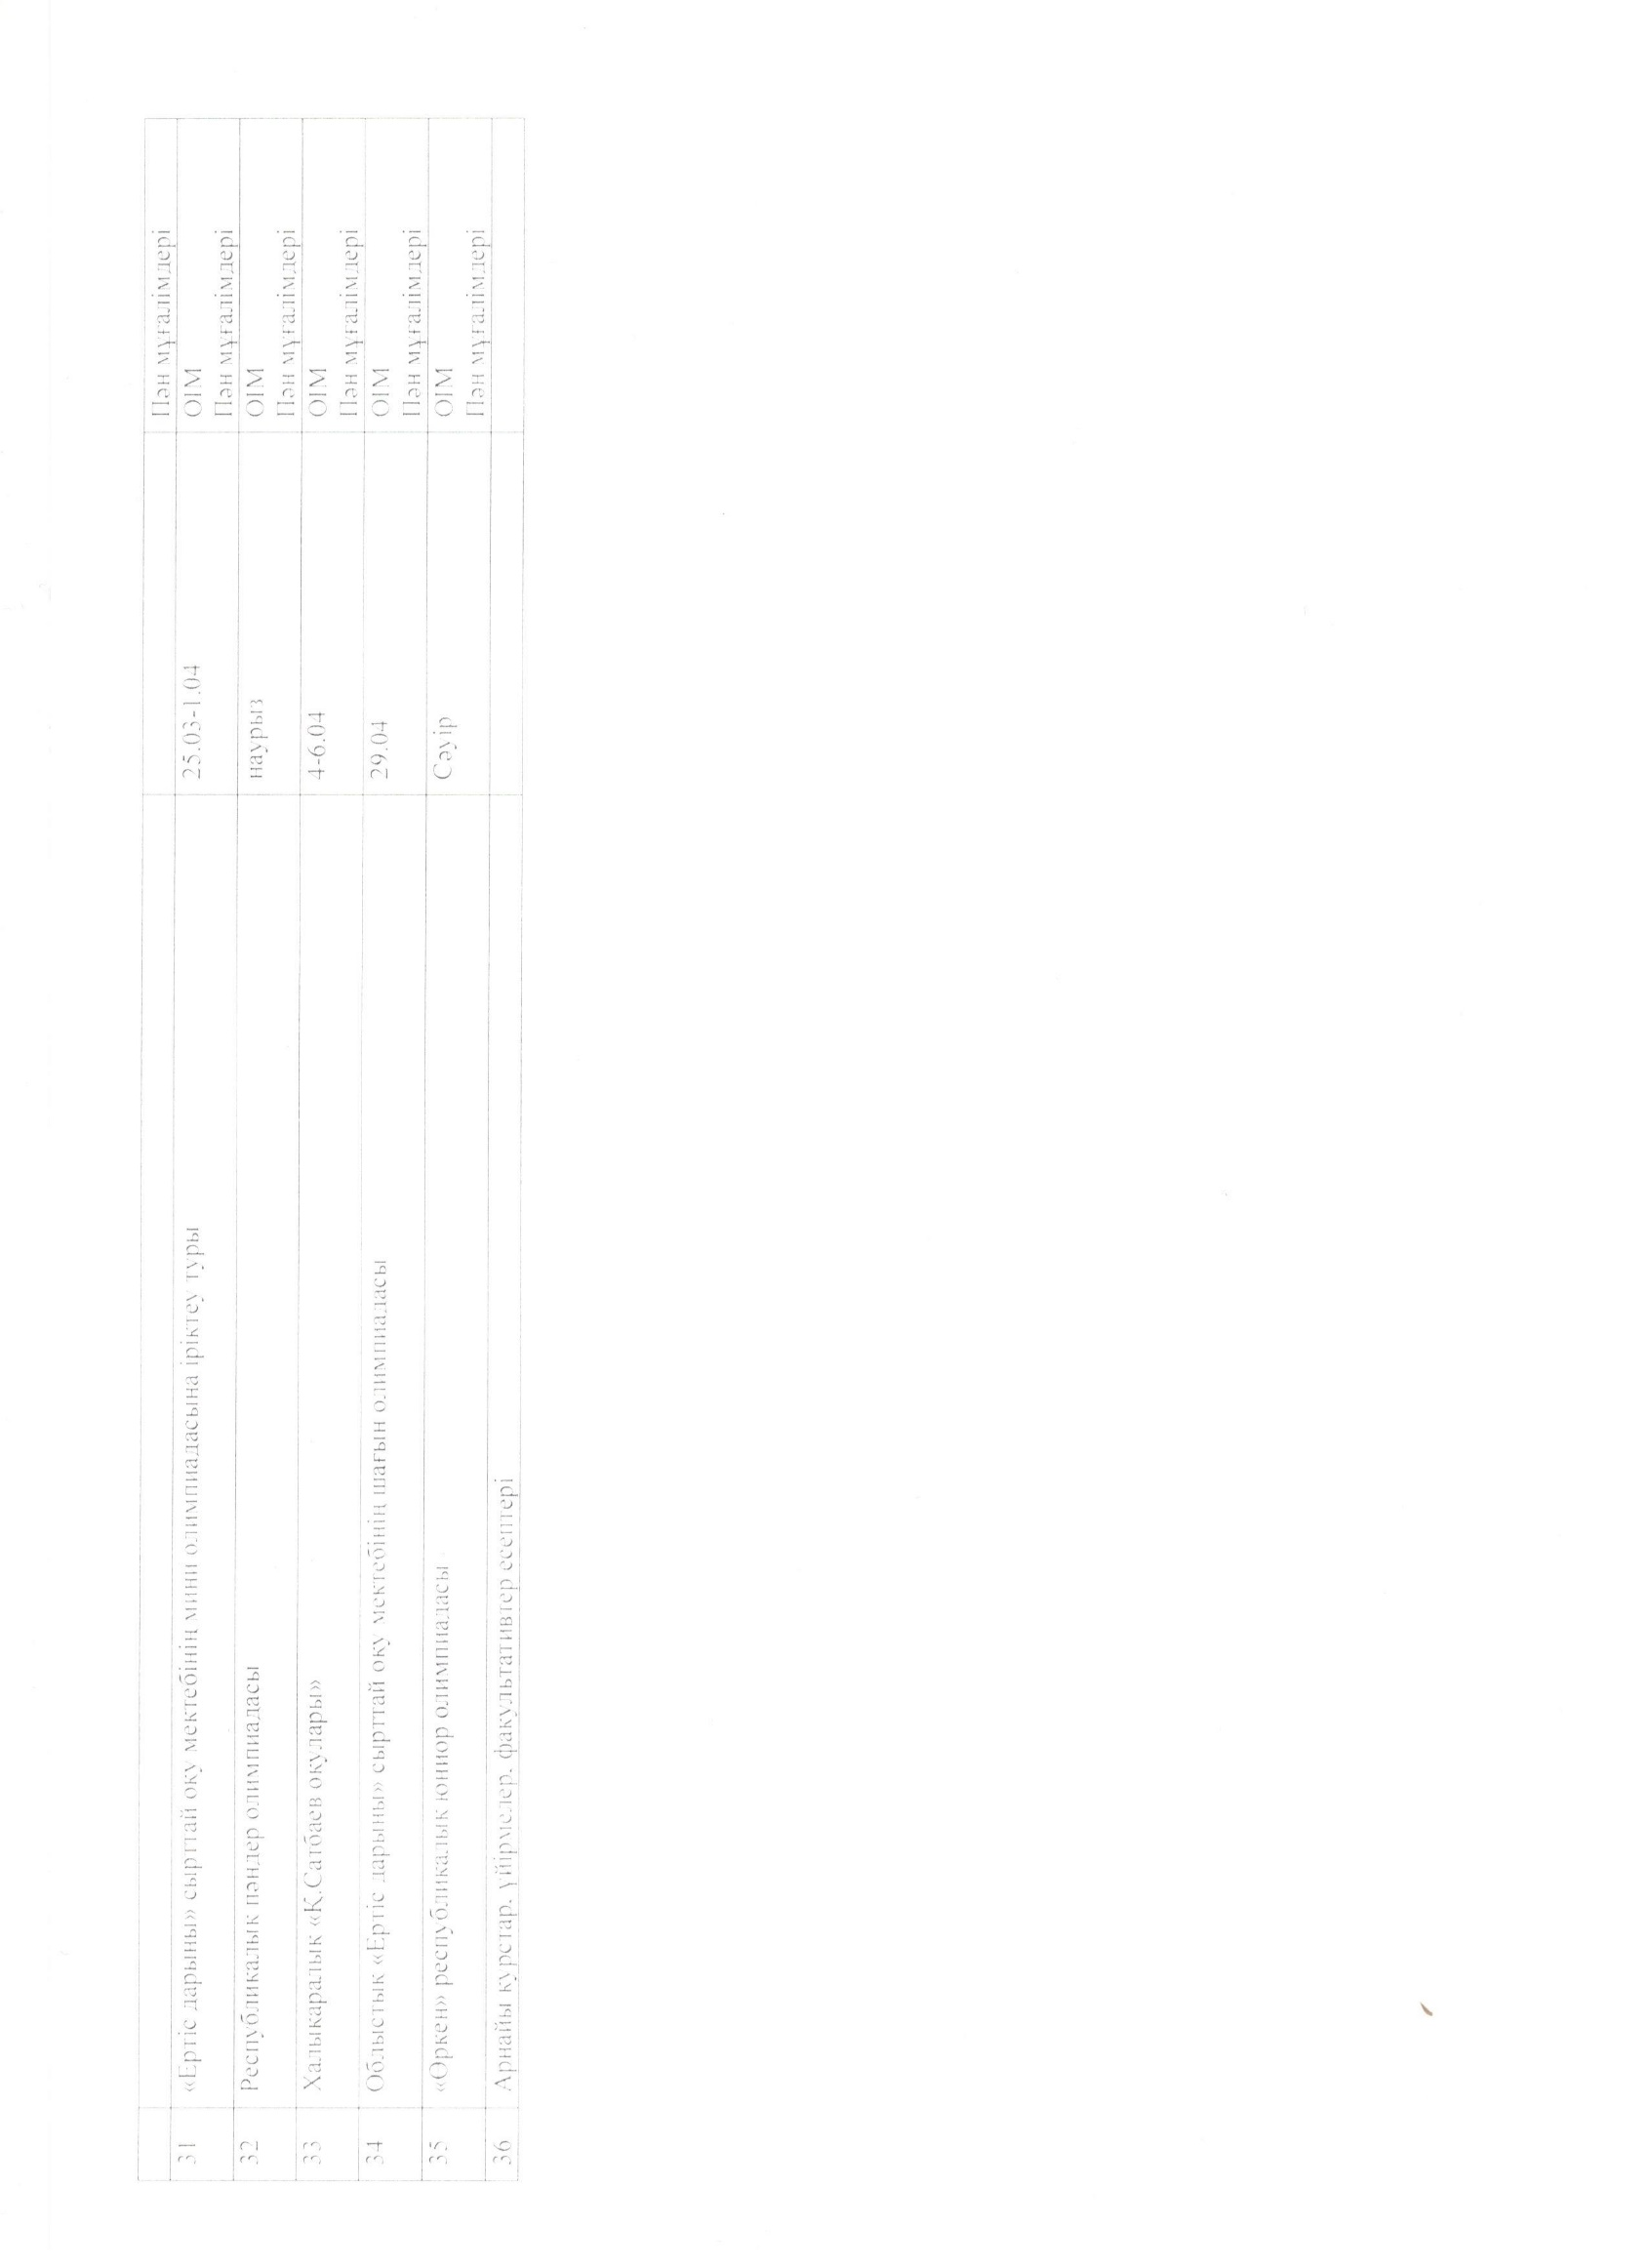 Пән мұғалімдері
31 «Ертіс дарыны» сырттай оқу мектебінің мини олимпиадасына іріктеу туры 25.03-1.04 ОІМ
Пән мұғалімдері
32 Республикалық пәндер олимпиадасы наурыз ОІМ
Пән мұғалімдері
33 Халықаралық «Қ.Сатбаев оқулары» 4-6.04 ОІМ
Пән мұғалімдері
34 Облыстық «Ертіс дарыны» сырттай оқу мектебінің шағын олимпиадасы 29.04 ОІМ
Пән мұғалімдері
35 «Өркен» республикалық юниор олимпиадасы Сәуір ОІМ
Пән мұғалімдері
36 Арнайы курстар, үйірмелер, факультативтер есептері